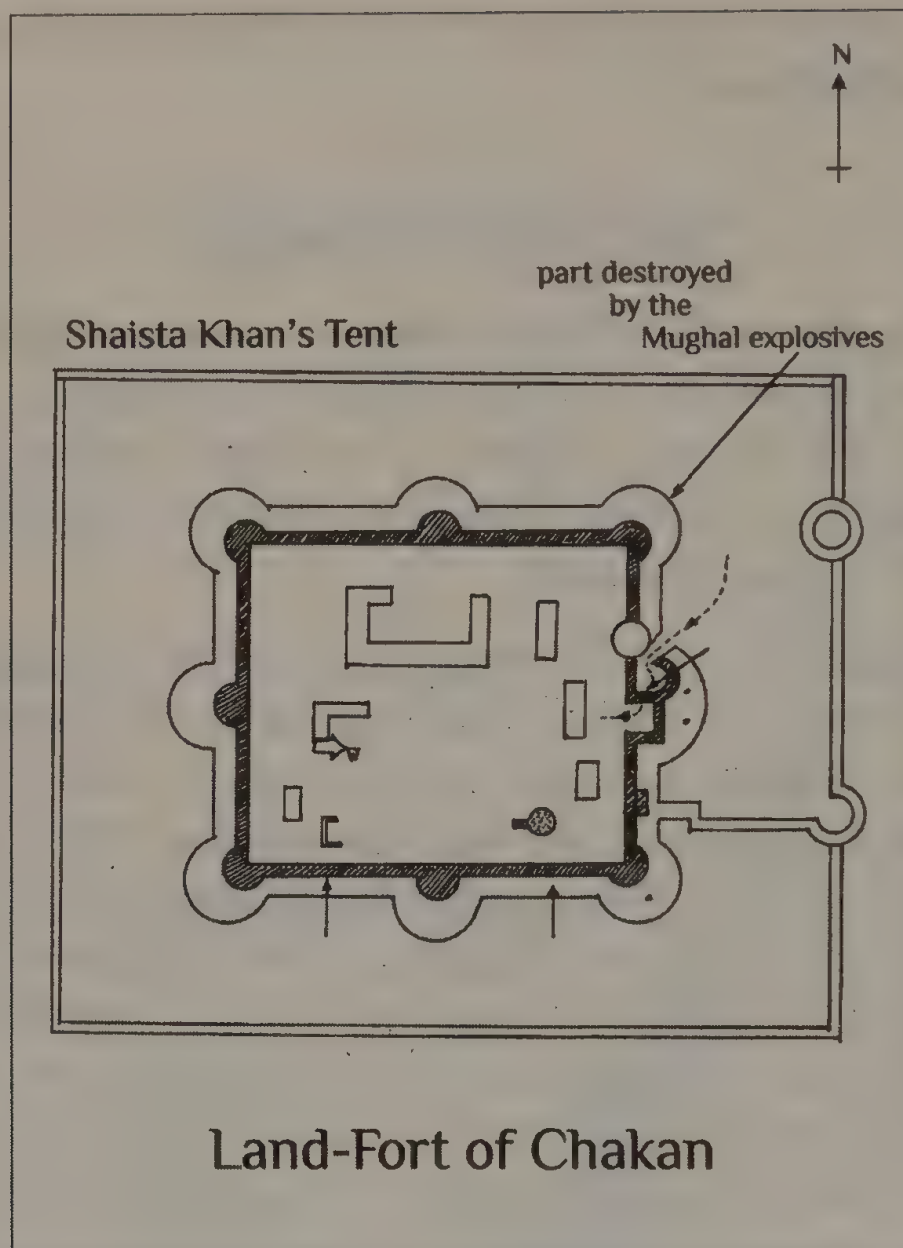 N
part destroyed
by the
Mughal explosives
Shaista Khan's Tent
Land-Fort of Chakan